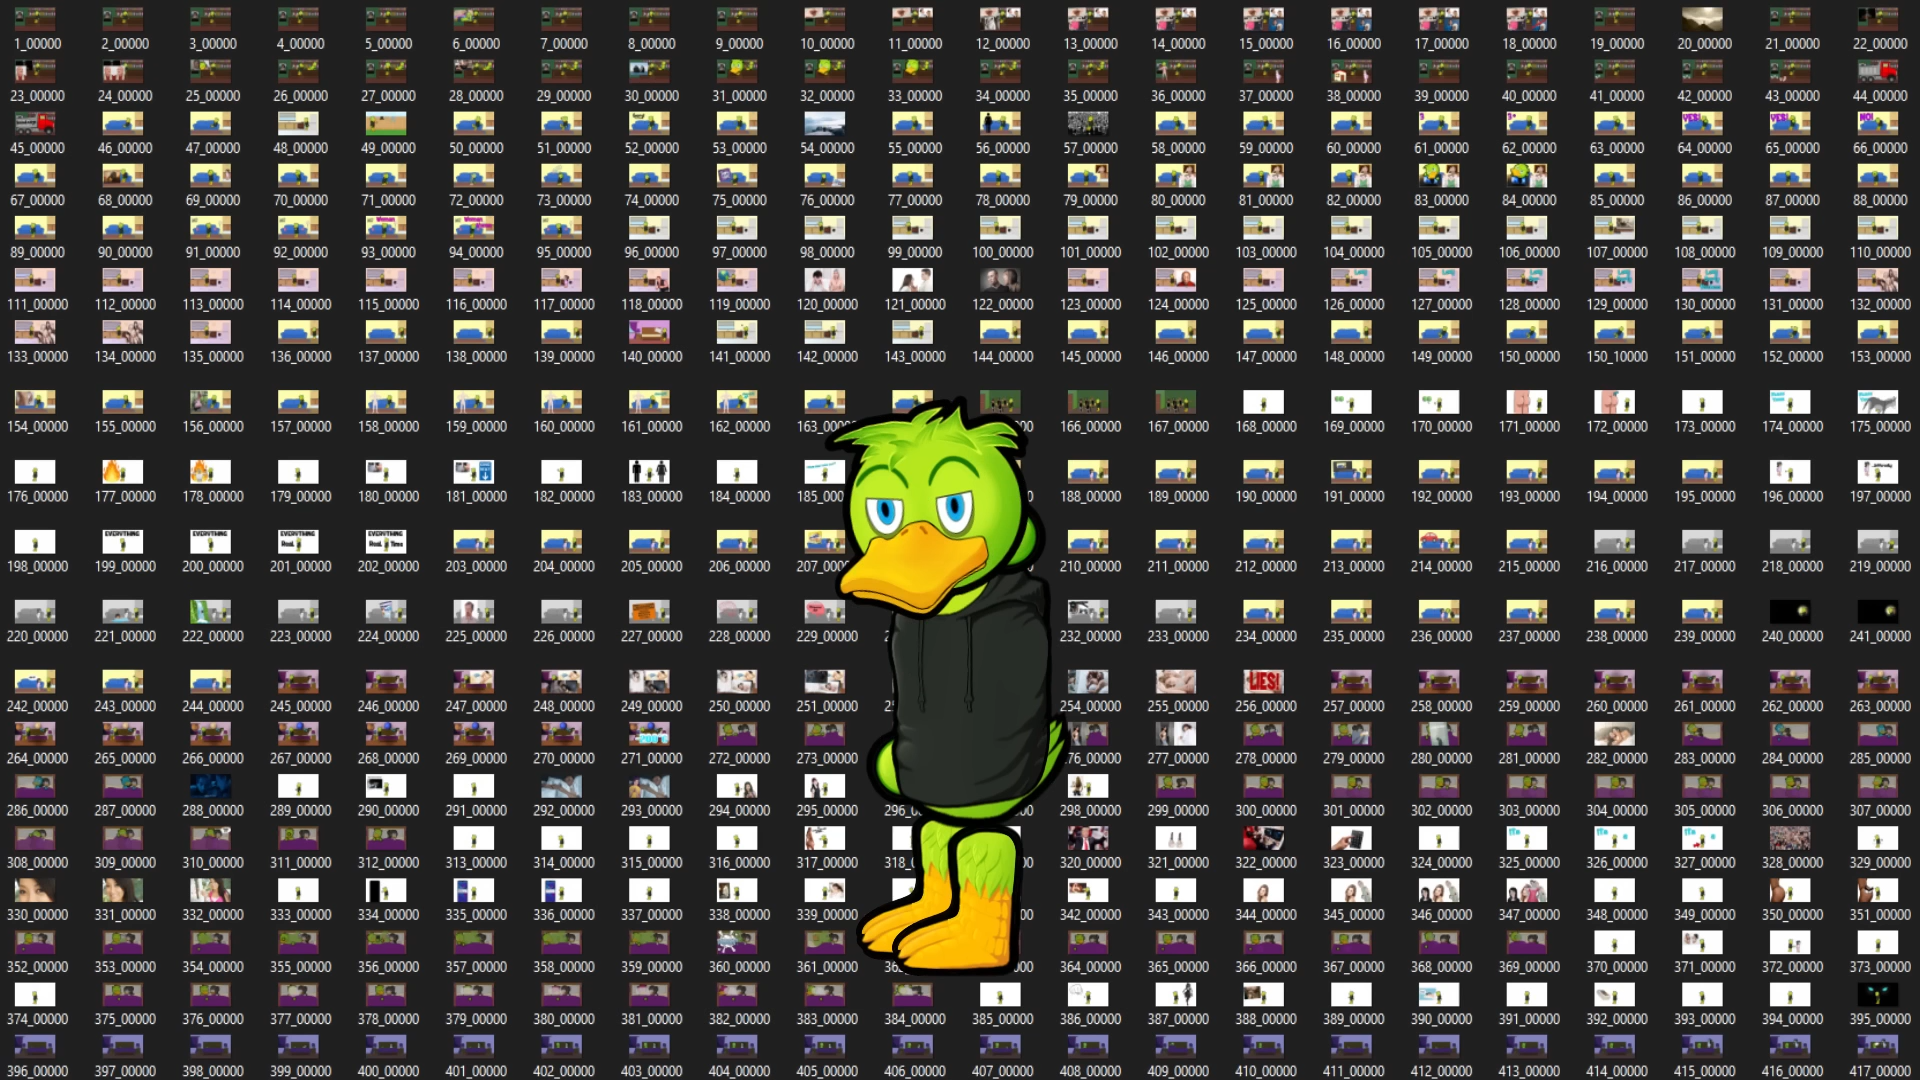 1_00000 2_00000 3_00000 4_00000 5_00000 6_00000 7_00000 8_00000 9_00000 10_00000 11_00000 12_00000 13_00000 14_00000 15_00000 16_00000 17_00000 18_00000 19_00000 20_00000 21_00000 22_00000
23_00000 24_00000 25_00000 26_00000 27_00000 28_00000 29_00000 30_00000 31_00000 32_00000 33_00000 34_00000 35_00000 36_00000 37_00000 38_00000 39_00000 40_00000 41_00000 42_00000 43_00000 44_00000
YES! YES! NO!
45_00000 46_00000 47_00000 48_00000 49_00000 50_00000 51_00000 52_00000 53_00000 54_00000 55_00000 56_00000 57_00000 58_00000 59_00000 60_00000 61_00000 62_00000 63_00000 64_00000 65_00000 66_00000
67_00000 68_00000 69_00000 70_00000 71_00000 72_00000 73_00000 74_00000 75_00000 76_00000 77_00000 78_00000 79_00000 80_00000 81_00000 82_00000 83_00000 84_00000 85_00000 86_00000 87_00000 88_00000
Woman Woman
89_00000 90_00000 91_00000 92_00000 93_00000 94_00000 95_00000 96_00000 97_00000 98_00000 99_00000 100_00000 101_00000 102_00000 103_00000 104_00000 105_00000 106_00000 107_00000 108_00000 109_00000 110_00000
111_00000 112_00000 113_00000 114_00000 115_00000 116_00000 117_00000 118_00000 119_00000 120_00000 121_00000 122_00000 123_00000 124_00000 125_00000 126_00000 127_00000 128_00000 129_00000 130_00000 131_00000 132_00000
133_00000 134_00000 135_00000 136_00000 137_00000 138_00000 139_00000 140_00000 141_00000 142_00000 143_00000 144_00000 145_00000 146_00000 147_00000 148_00000 149_00000 150_00000 150_10000 151_00000 152_00000 153_00000
154_00000 155_00000 156_00000 157_00000 158_00000 159_00000 160_00000 161_00000 162_00000 163_0000 166_00000 167_00000 168_00000 169_00000 170_00000 171_00000 172_00000 173_00000 174_00000 175_00000
176_00000 177_00000 178_00000 179_00000 180_00000 181_00000 182_00000 183_00000 184_00000 185_000 188_00000 189_00000 190_00000 191_00000 192_00000 193_00000 194_00000 195_00000 196_00000 197_00000
EVERYTHING EVERYTHING EVERYTHING EVERYTHING
Real Real Time
198_00000 199_00000 200_00000 201_00000 202_00000 203_00000 204_00000 205_00000 206_00000 207_0000 210_00000 211_00000 212_00000 213_00000 214_00000 215_00000 216_00000 217_00000 218_00000 219_00000
220_00000 221_00000 222_00000 223_00000 224_00000 225_00000 226_00000 227_00000 228_00000 229_00000 232_00000 233_00000 234_00000 235_00000 236_00000 237_00000 238_00000 239_00000 240_00000 241_00000
LIES!
242_00000 243_00000 244_00000 245_00000 246_00000 247_00000 248_00000 249_00000 250_00000 251_00000 254_00000 255_00000 256_00000 257_00000 258_00000 259_00000 260_00000 261_00000 262_00000 263_00000
264_00000 265_00000 266_00000 267_00000 268_00000 269_00000 270_00000 271_00000 272_00000 273_00000 76_00000 277_00000 278_00000 279_00000 280_00000 281_00000 282_00000 283_00000 284_00000 285_00000
286_00000 287_00000 288_00000 289_00000 290_00000 291_00000 292_00000 293_00000 294_00000 295_00000 296_0000 298_00000 299_00000 300_00000 301_00000 302_00000 303_00000 304_00000 305_00000 306_00000 307_00000
308_00000 309_00000 310_00000 311_00000 312_00000 313_00000 314_00000 315_00000 316_00000 317_00000 318_0 320_00000 321_00000 322_00000 323_00000 324_00000 325_00000 326_00000 327_00000 328_00000 329_00000
330_00000 331_00000 332_00000 333_00000 334_00000 335_00000 336_00000 337_00000 338_00000 339_00000 342_00000 343_00000 344_00000 345_00000 346_00000 347_00000 348_00000 349_00000 350_00000 351_00000
352_00000 353_00000 354_00000 355_00000 356_00000 357_00000 358_00000 359_00000 360_00000 361_00000 364_00000 365_00000 366_00000 367_00000 368_00000 369_00000 370_00000 371_00000 372_00000 373_00000
374_00000 375_00000 376_00000 377_00000 378_00000 379_00000 380_00000 381_00000 382_00000 383_00000 384_00000 385_00000 386_00000 387_00000 388_00000 389_00000 390_00000 391_00000 392_00000 393_00000 394_00000 395_00000
396_00000 397_00000 398_00000 399_00000 400_00000 401_00000 402_00000 403_00000 404_00000 405_00000 406_00000 407_00000 408_00000 409_00000 410_00000 411_00000 412_00000 413_00000 414_00000 415_00000 416_00000 417_00000